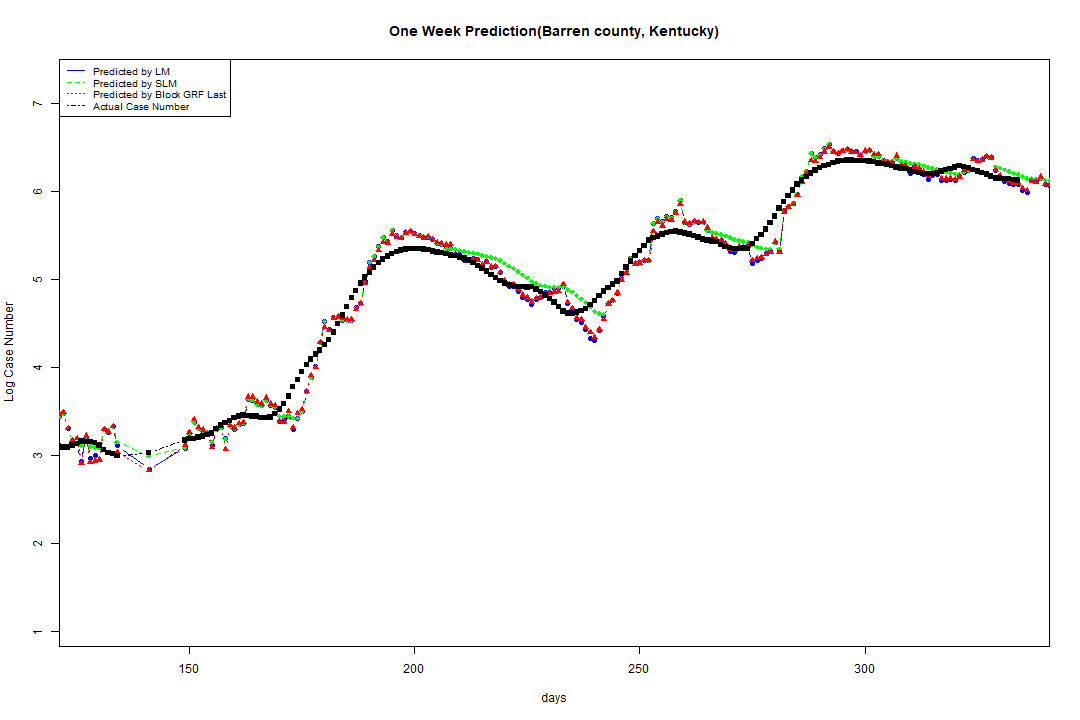 One Week Prediction(Barren county, Kentucky)
Predicted by LM
Predicted by SLM
Predicted by Block GRF Last
Actual Case Number
7
6
5
4
3
2
1
Log Case Number
150 200 250 300
days